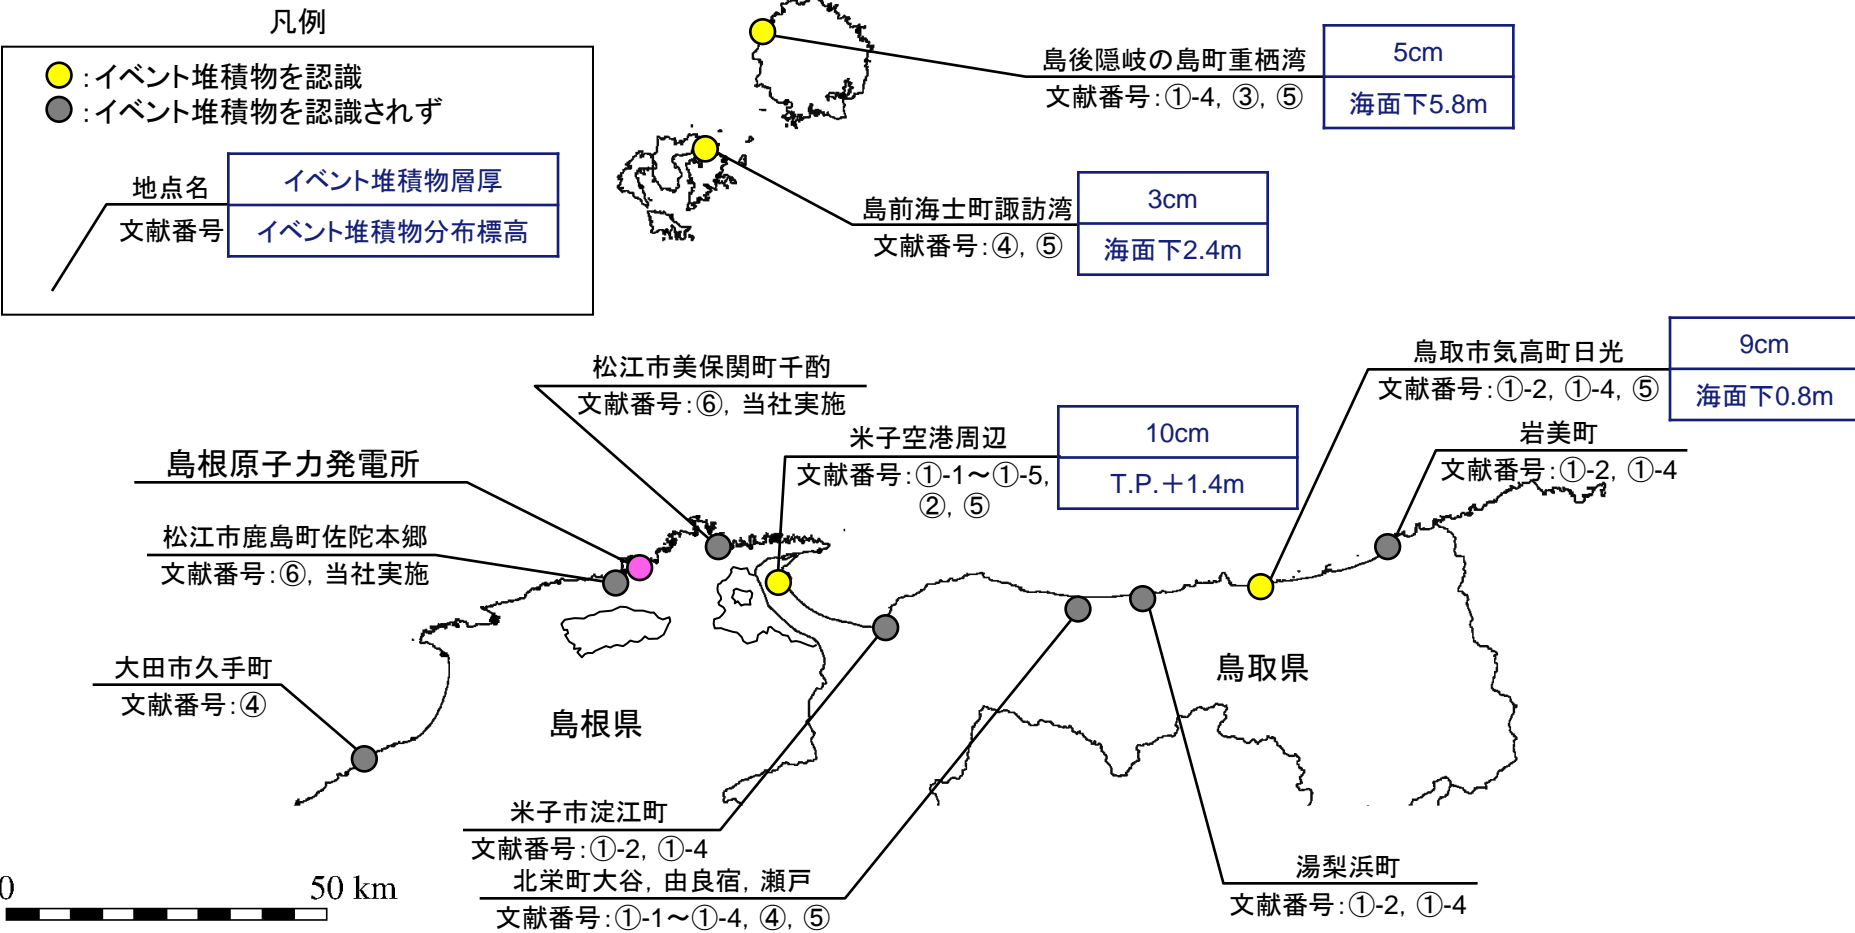 凡例
：イベント堆積物を認識
：イベント堆積物を認識されず
地点名
文献番号
イベント堆積物層厚
イベント堆積物分布標高
島後隠岐の島町重栖湾
文献番号：①-4, ③, ⑤
5cm
海面下5.8m
島前海士町諏訪湾
文献番号：④, ⑤
3cm
海面下2.4m
鳥取市気高町日光
文献番号：①-2, ①-4, ⑤
9cm
海面下0.8m
松江市美保関町千酌
文献番号：⑥, 当社実施
米子空港周辺
文献番号：①-1～①-5,
②, ⑤
10cm
T.P.＋1.4m
岩美町
文献番号：①-2, ①-4
島根原子力発電所
松江市鹿島町佐陀本郷
文献番号：⑥, 当社実施
大田市久手町
文献番号：④
島根県
鳥取県
米子市淀江町
文献番号：①-2, ①-4
北栄町大谷, 由良宿, 瀬戸
文献番号：①-1～①-4, ④, ⑤
湯梨浜町
文献番号：①-2, ①-4
0
50 km